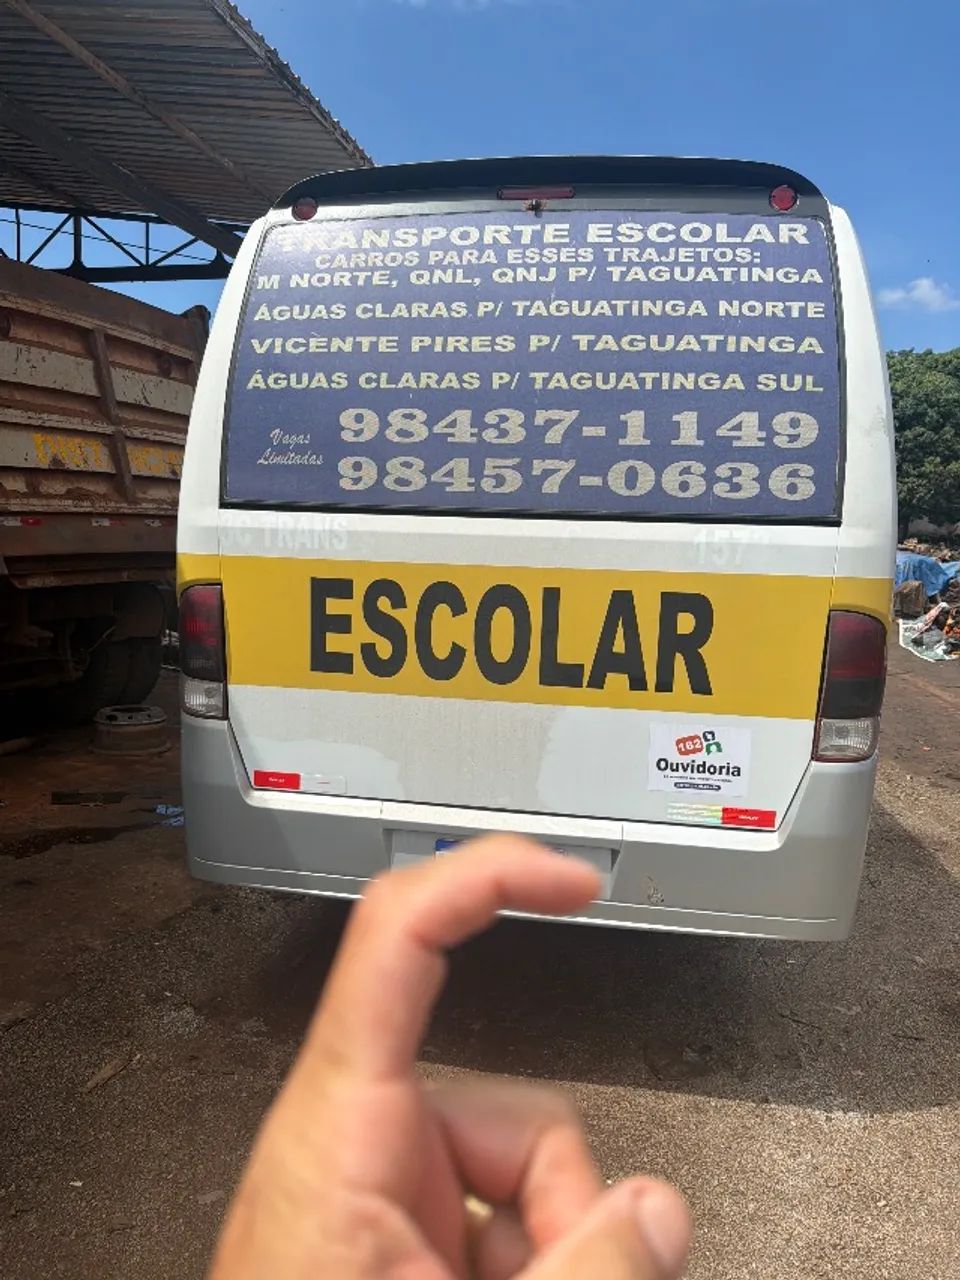 TRANSPORTE ESCOLAR
CARROS PARA ESSES TRAJETOS:
M NORTE, QNL, QNJ P/ TAGUATINGA
ÁGUAS CLARAS P/ TAGUATINGA NORTE
VICENTE PIRES P/ TAGUATINGA
ÁGUAS CLARAS P/ TAGUATINGA SUL
Vagas
Limitadas
98437-1149
98457-0636
TRANS
ESCOLAR
162
Ouvidoria